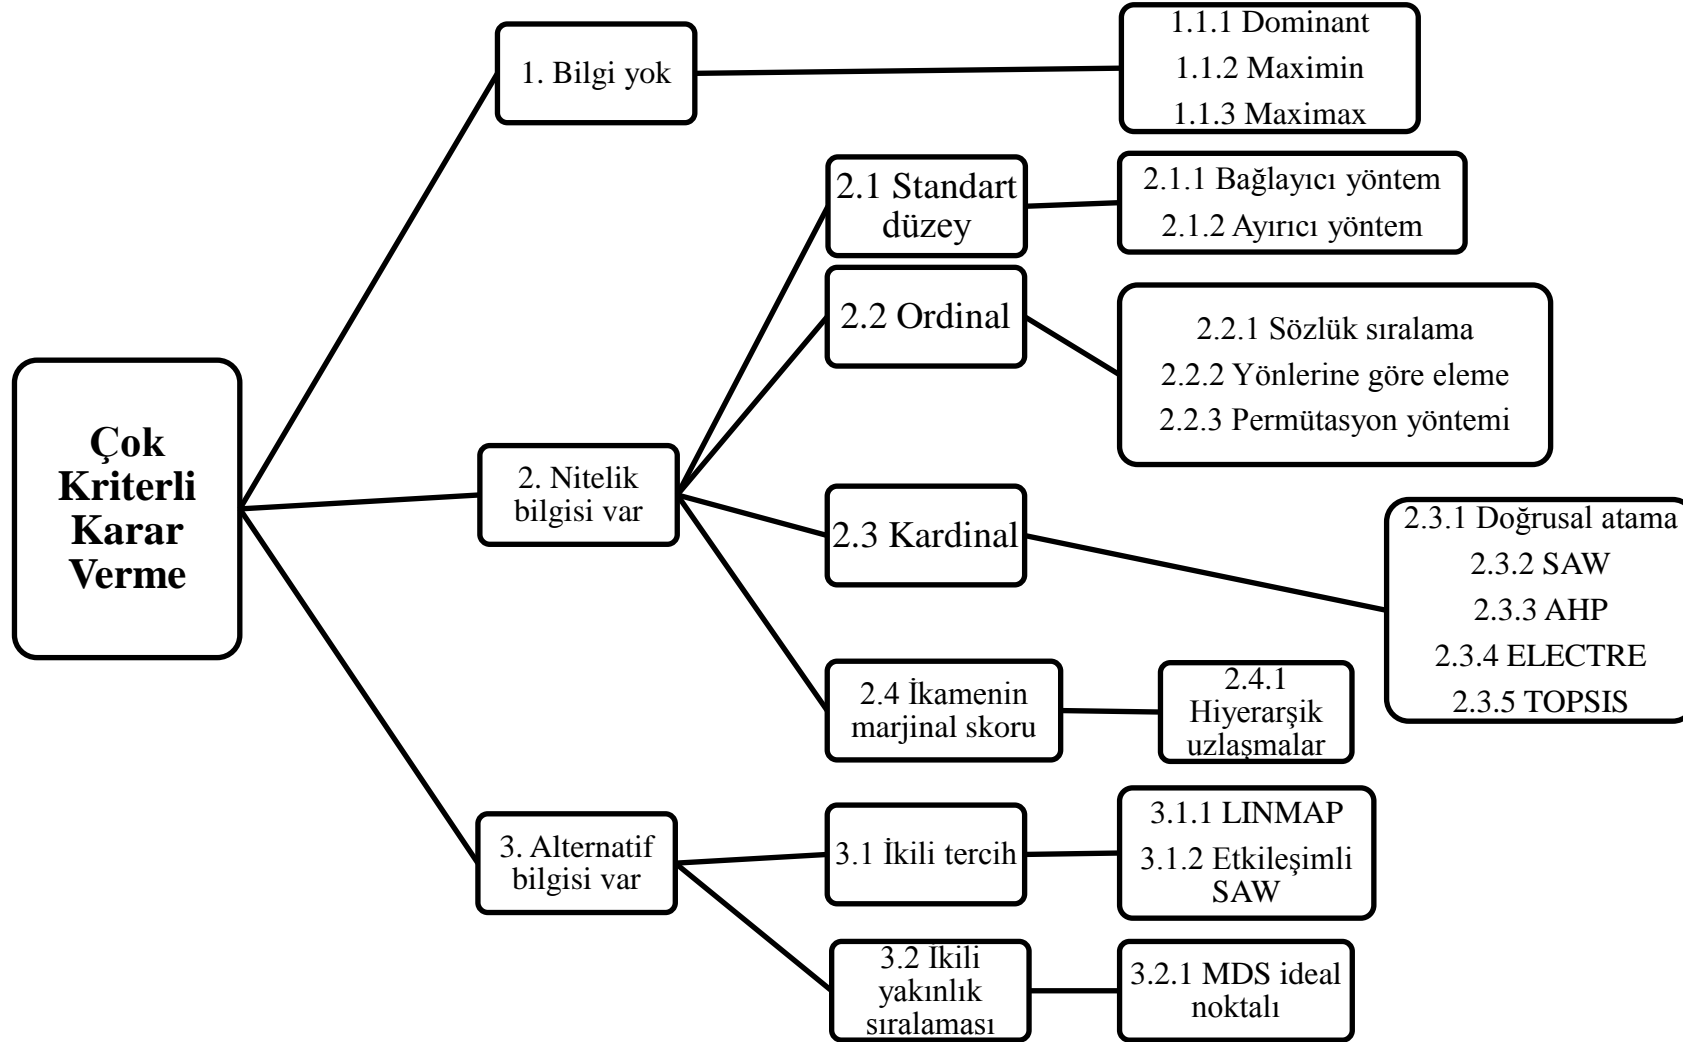 Çok
Kriterli
Karar
Verme
1. Bilgi yok
1.1.1 Dominant
1.1.2 Maximin
1.1.3 Maximax
2. Nitelik
bilgisi var
2.1 Standart
düzey
2.1.1 Bağlayıcı yöntem
2.1.2 Ayırıcı yöntem
2.2 Ordinal
2.2.1 Sözlük sıralama
2.2.2 Yönlerine göre eleme
2.2.3 Permütasyon yöntemi
2.3 Kardinal
2.3.1 Doğrusal atama
2.3.2 SAW
2.3.3 AHP
2.3.4 ELECTRE
2.3.5 TOPSIS
2.4 İkamenin
marjinal skoru
2.4.1
Hiyerarşik
uzlaşmalar
3. Alternatif
bilgisi var
3.1 İkili tercih
3.1.1 LINMAP
3.1.2 Etkileşimli
SAW
3.2 İkili
yakınlık
sıralaması
3.2.1 MDS ideal
noktalı